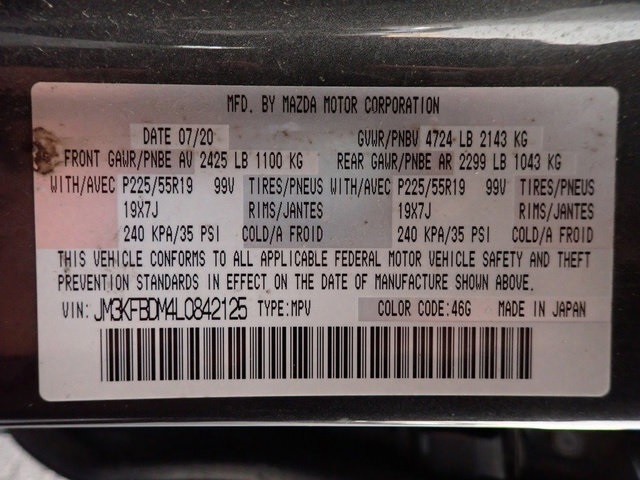 MFD. BY MAZDA MOTOR CORPORATION
DATE 07/20 GVWR/PNBV 4724 LB 2143 KG
FRONT GAWR/PNBE AV 2425 LB 1100 KG REAR GAWR/PNBE AR 2299 LB 1043 KG
WITH/AVEC P225/55R19 99V TIRES/PNEUS WITH/AVEC P225/55R19 99V TIRES/PNEUS
19X7J RIMS/JANTES 19X7J RIMS/JANTES
240 KPA/35 PSI COLD/A FROID 240 KPA/35 PSI COLD/A FROID
THIS VEHICLE CONFORMS TO ALL APPLICABLE FEDERAL MOTOR VEHICLE SAFETY AND THEFT
PREVENTION STANDARDS IN EFFECT ON THE DATE OF MANUFACTURE SHOWN ABOVE.
VIN: JM3KFBDM4L0842125 TYPE:MPV COLOR CODE:46G MADE IN JAPAN